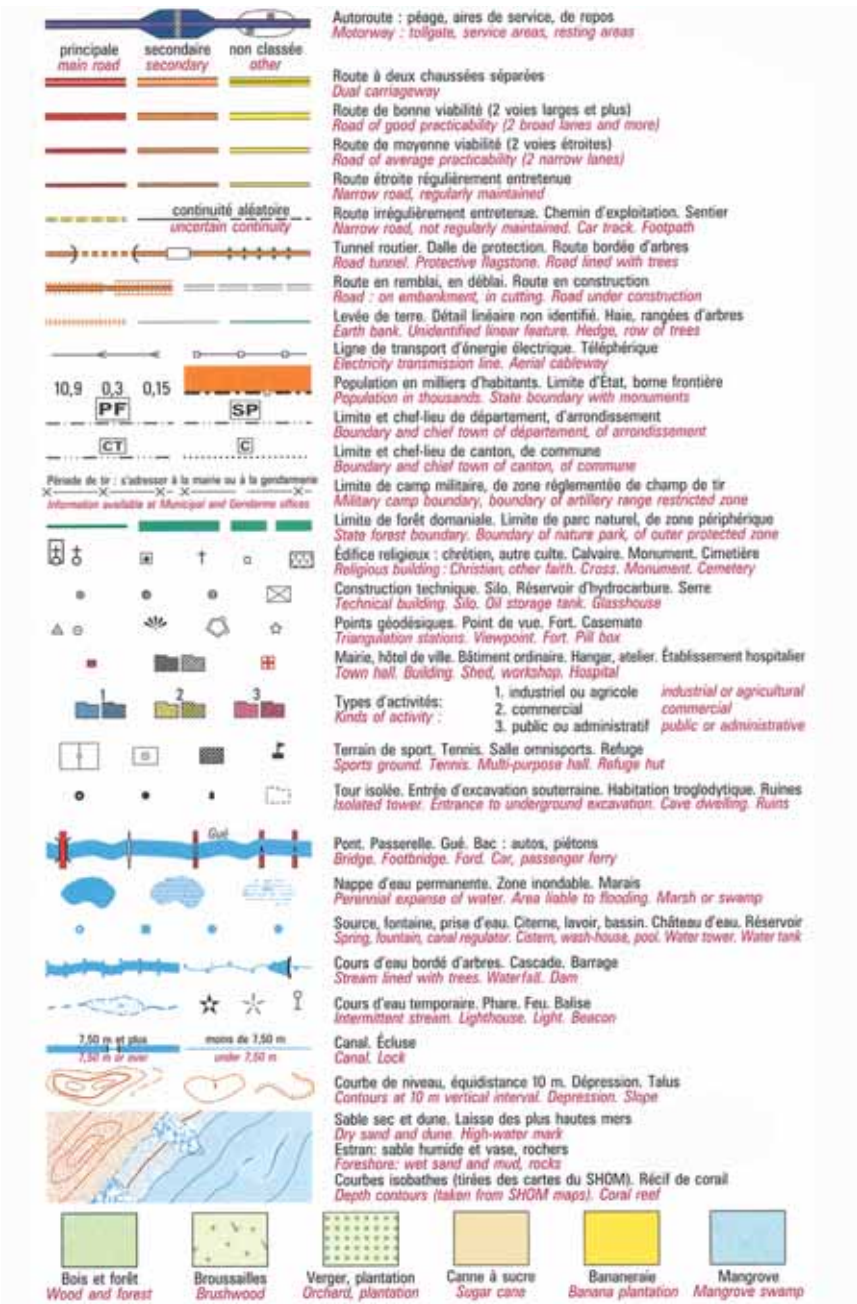 Autoroute : péage, aires de service, de repos
Motorway : tollgate, service areas, resting areas
principale secondaire non classée
main road secondary other
Route à deux chaussées séparées
Dual carriageway
Route de bonne viabilité (2 voies larges et plus)
Road of good practicability (2 broad lanes and more)
Route de moyenne viabilité (2 voies étroites)
Road of average practicability (2 narrow lanes)
Route étroite régulièrement entretenue
Narrow road, regularly maintained
continuité aléatoire
uncertain continuity
Route irrégulièrement entretenue. Chemin d'exploitation. Sentier
Narrow road, not regularly maintained. Car track. Footpath
Tunnel routier. Dalle de protection. Route bordée d'arbres
Road tunnel. Protective flagstone. Road lined with trees
Route en remblai, en déblai. Route en construction
Road : on embankment, in cutting. Road under construction
Levée de terre. Détail linéaire non identifié. Haie, rangées d'arbres
Earth bank. Unidentified linear feature. Hedge, row of trees
Ligne de transport d'énergie électrique. Téléphérique
Electricity transmission line. Aerial cableway
10,9 0,3 0,15
Population en milliers d'habitants. Limite d'État, borne frontière
Population in thousands. State boundary with monuments
PF SP
Limite et chef-lieu de département, d'arrondissement
Boundary and chief town of département, of arrondissement
CT C
Limite et chef-lieu de canton, de commune
Boundary and chief town of canton, of commune
Période de tir : s'adresser à la mairie ou à la gendarmerie
Information available at Municipal and Gendarme offices
Limite de camp militaire, de zone réglementée de champ de tir
Military camp boundary, boundary of artillery range restricted zone
Limite de forêt domaniale. Limite de parc naturel, de zone périphérique
State forest boundary. Boundary of nature park, of outer protected zone
Édifice religieux : chrétien, autre culte. Calvaire. Monument. Cimetière
Religious building : Christian, other faith. Cross. Monument. Cemetery
Construction technique. Silo. Réservoir d'hydrocarbure. Serre
Technical building. Silo. Oil storage tank. Glasshouse
Points géodésiques. Point de vue. Fort. Casemate
Triangulation stations. Viewpoint. Fort. Pill box
Mairie, hôtel de ville. Bâtiment ordinaire. Hangar, atelier. Établissement hospitalier
Town hall. Building. Shed, workshop. Hospital
1 2 3
Types d'activités:
Kinds of activity :
1. industriel ou agricole industrial or agricultural
2. commercial commercial
3. public ou administratif public or administrative
Terrain de sport. Tennis. Salle omnisports. Refuge
Sports ground. Tennis. Multi-purpose hall. Refuge hut
Tour isolée. Entrée d'excavation souterraine. Habitation troglodytique. Ruines
Isolated tower. Entrance to underground excavation. Cave dwelling. Ruins
Gué
Pont. Passerelle. Gué. Bac : autos, piétons
Bridge. Footbridge. Ford. Car, passenger ferry
Nappe d'eau permanente. Zone inondable. Marais
Perennial expanse of water. Area liable to flooding. Marsh or swamp
Source, fontaine, prise d'eau. Citerne, lavoir, bassin. Château d'eau. Réservoir
Spring, fountain, canal regulator. Cistern, wash-house, pool. Water tower. Water tank
Cours d'eau bordé d'arbres. Cascade. Barrage
Stream lined with trees. Waterfall. Dam
Cours d'eau temporaire. Phare. Feu. Balise
Intermittent stream. Lighthouse. Light. Beacon
7,50 m et plus moins de 7,50 m
7,50 m or over under 7,50 m
Canal. Écluse
Canal. Lock
Courbe de niveau, équidistance 10 m. Dépression. Talus
Contours at 10 m vertical interval. Depression. Slope
Sable sec et dune. Laisse des plus hautes mers
Dry sand and dune. High-water mark
Estran: sable humide et vase, rochers
Foreshore: wet sand and mud, rocks
Courbes isobathes (tirées des cartes du SHOM). Récif de corail
Depth contours (taken from SHOM maps). Coral reef
Bois et forêt Broussailles Verger, plantation Canne à sucre Bananeraie Mangrove
Wood and forest Brushwood Orchard, plantation Sugar cane Banana plantation Mangrove swamp